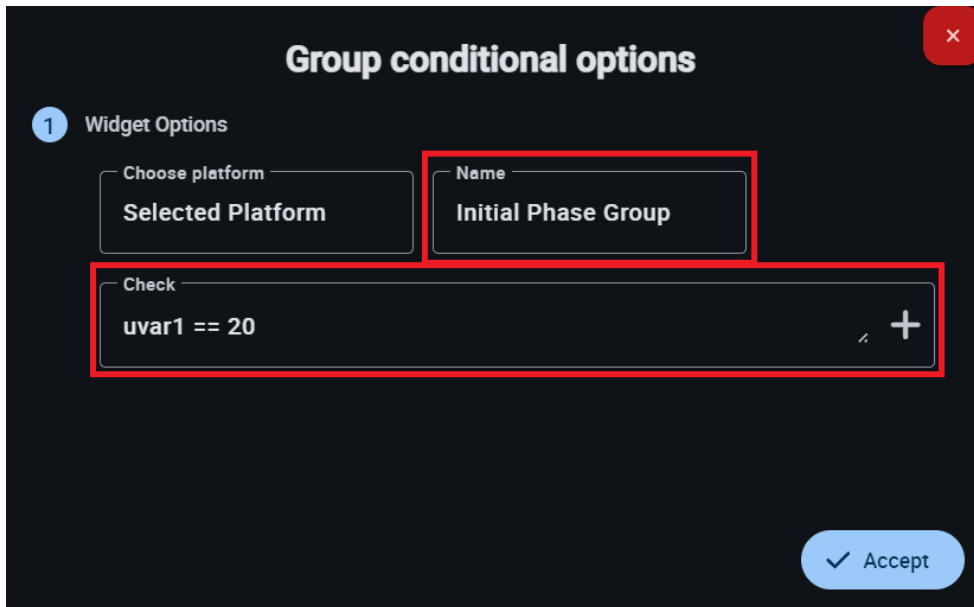 Group conditional options
×
1 Widget Options
Choose platform
Selected Platform
Name
Initial Phase Group
Check
uvar1 == 20
Accept